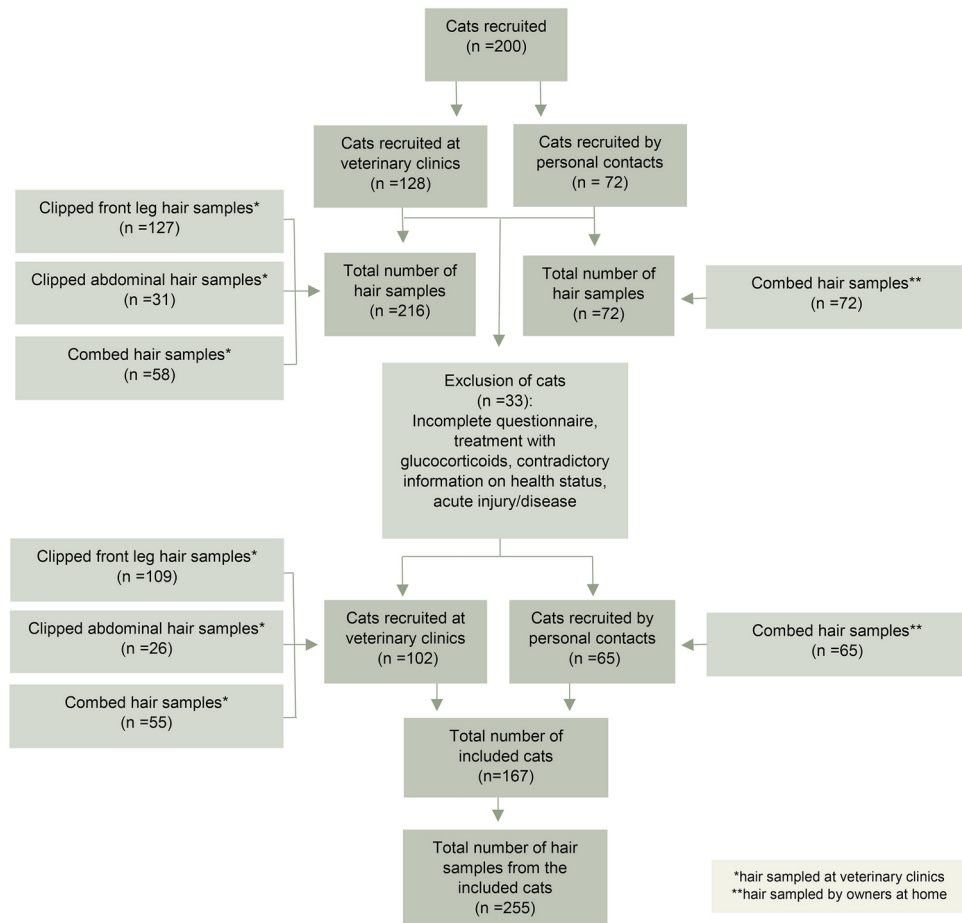 Cats recruited
(n =200)
Cats recruited at
veterinary clinics
(n =128)
Cats recruited by
personal contacts
(n = 72)
Clipped front leg hair samples*
(n =127)
Clipped abdominal hair samples*
(n =31)
Combed hair samples*
(n =58)
Total number of
hair samples
(n =216)
Total number of
hair samples
(n =72)
Combed hair samples**
(n =72)
Exclusion of cats
(n =33):
Incomplete questionnaire,
treatment with
glucocorticoids, contradictory
information on health status,
acute injury/disease
Clipped front leg hair samples*
(n =109)
Clipped abdominal hair samples*
(n =26)
Combed hair samples*
(n =55)
Cats recruited at
veterinary clinics
(n =102)
Cats recruited by
personal contacts
(n =65)
Combed hair samples**
(n =65)
Total number of
included cats
(n=167)
Total number of hair
samples from the
included cats
(n =255)
*hair sampled at veterinary clinics
**hair sampled by owners at home